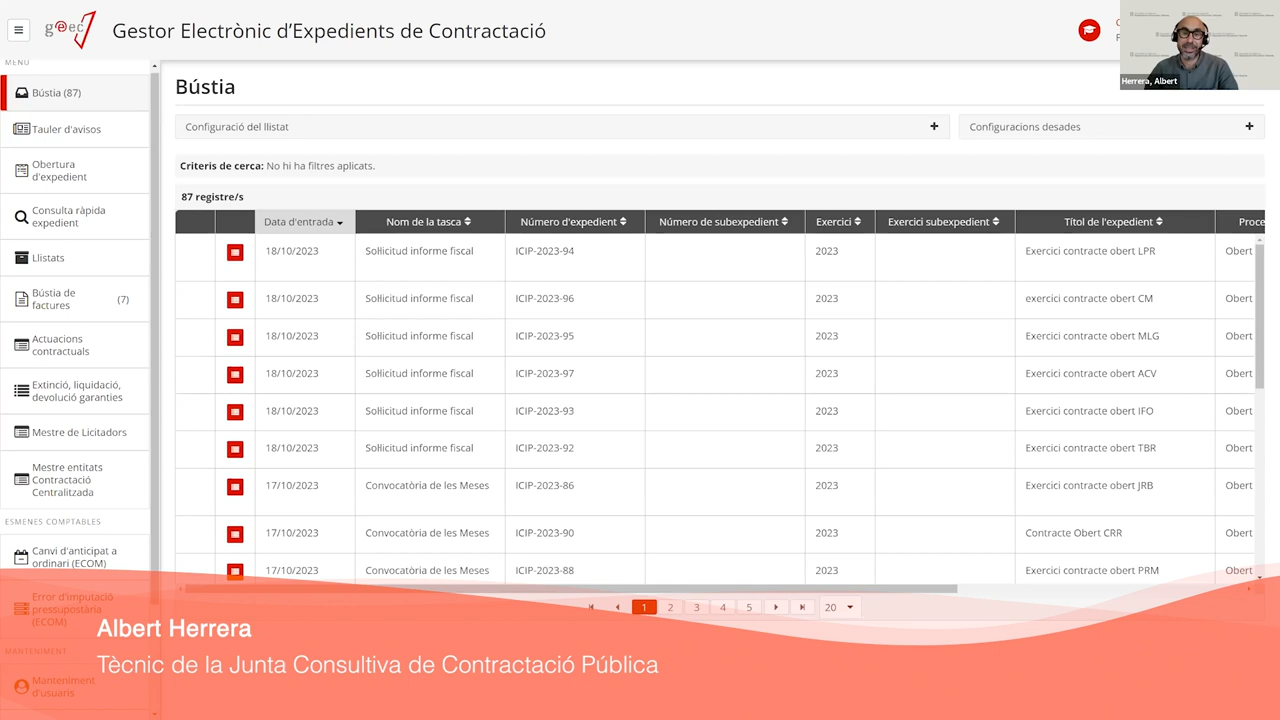 geec
Gestor Electrònic d'Expedients de Contractació
Herrera, Albert
MENÚ
Bústia (87)
Tauler d'avisos
Obertura
d'expedient
Consulta ràpida
expedient
Llistats
Bústia de
factures
(7)
Actuacions
contractuals
Extinció, liquidació,
devolució garanties
Mestre de Licitadors
Mestre entitats
Contractació
Centralitzada
ESMENES COMPTABLES
Canvi d'anticipat a
ordinari (ECOM)
Error d'imputació
pressupostària
(ECOM)
MANTENIMENT
Manteniment
d'usuaris
Bústia
Configuració del llistat
Configuracions desades
Criteris de cerca: No hi ha filtres aplicats.
87 registre/s
Data d'entrada Nom de la tasca Número d'expedient Número de subexpedient Exercici Exercici subexpedient Títol de l'expedient Proce
18/10/2023 Sol·licitud informe fiscal ICIP-2023-94 2023 Exercici contracte obert LPR Obert
18/10/2023 Sol·licitud informe fiscal ICIP-2023-96 2023 exercici contracte obert CM Obert
18/10/2023 Sol·licitud informe fiscal ICIP-2023-95 2023 Exercici contracte obert MLG Obert
18/10/2023 Sol·licitud informe fiscal ICIP-2023-97 2023 Exercici contracte obert ACV Obert
18/10/2023 Sol·licitud informe fiscal ICIP-2023-93 2023 Exercici contracte obert IFO Obert
18/10/2023 Sol·licitud informe fiscal ICIP-2023-92 2023 Exercici contracte obert TBR Obert
17/10/2023 Convocatòria de les Meses ICIP-2023-86 2023 Exercici contracte obert JRB Obert
17/10/2023 Convocatòria de les Meses ICIP-2023-90 2023 Contracte Obert CRR Obert
17/10/2023 Convocatòria de les Meses ICIP-2023-88 2023 Exercici contracte obert PRM Obert
1 2 3 4 5 20
Albert Herrera
Tècnic de la Junta Consultiva de Contractació Pública